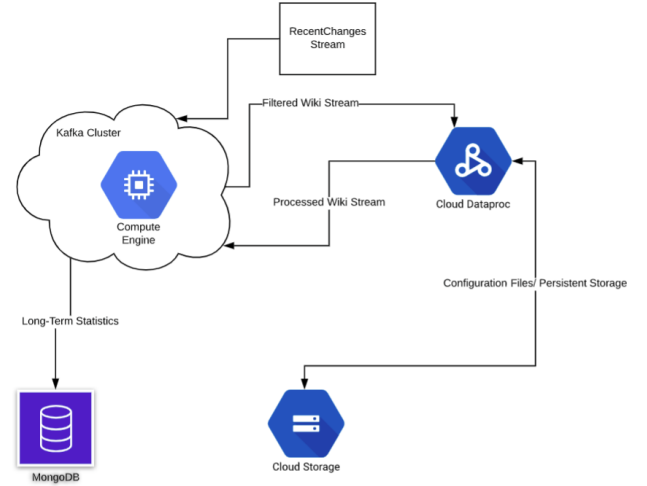 RecentChanges
Stream
Filtered Wiki Stream
Kafka Cluster
Processed Wiki Stream
Cloud Dataproc
Compute
Engine
Configuration Files/ Persistent Storage
Long-Term Statistics
Cloud Storage
MongoDB